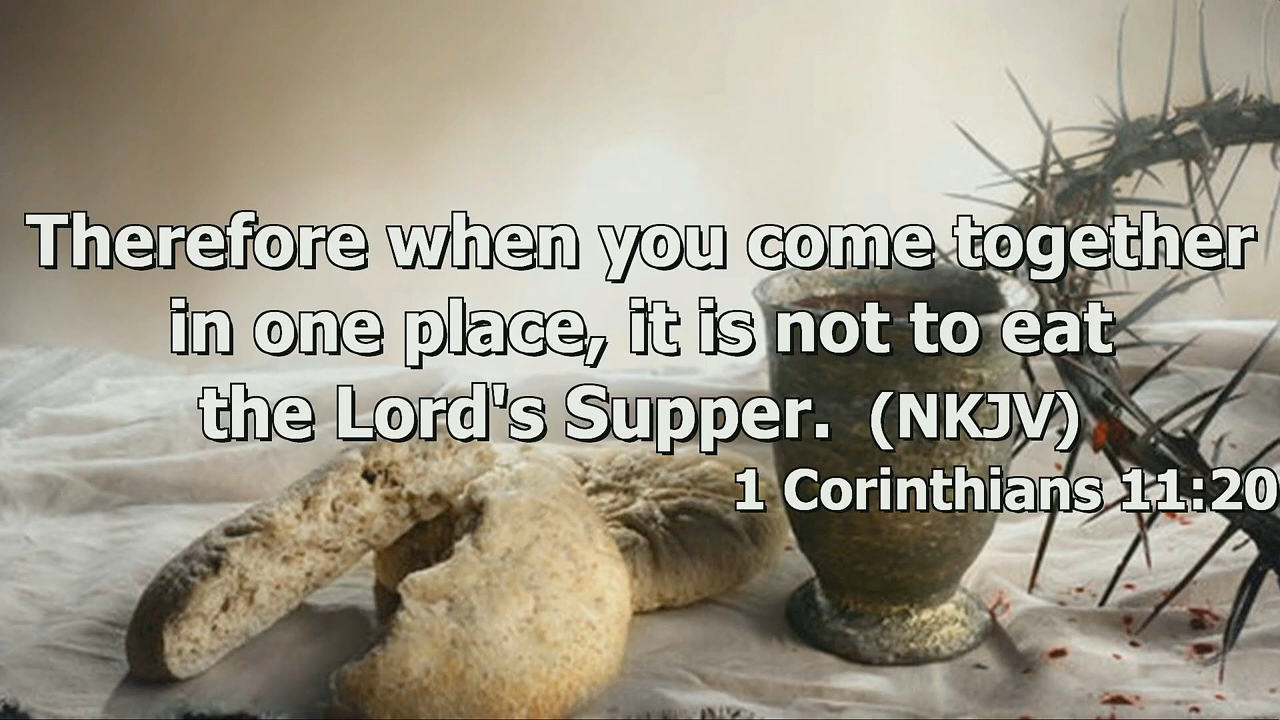 Therefore when you come together
in one place, it is not to eat
the Lord's Supper. (NKJV)
1 Corinthians 11:20